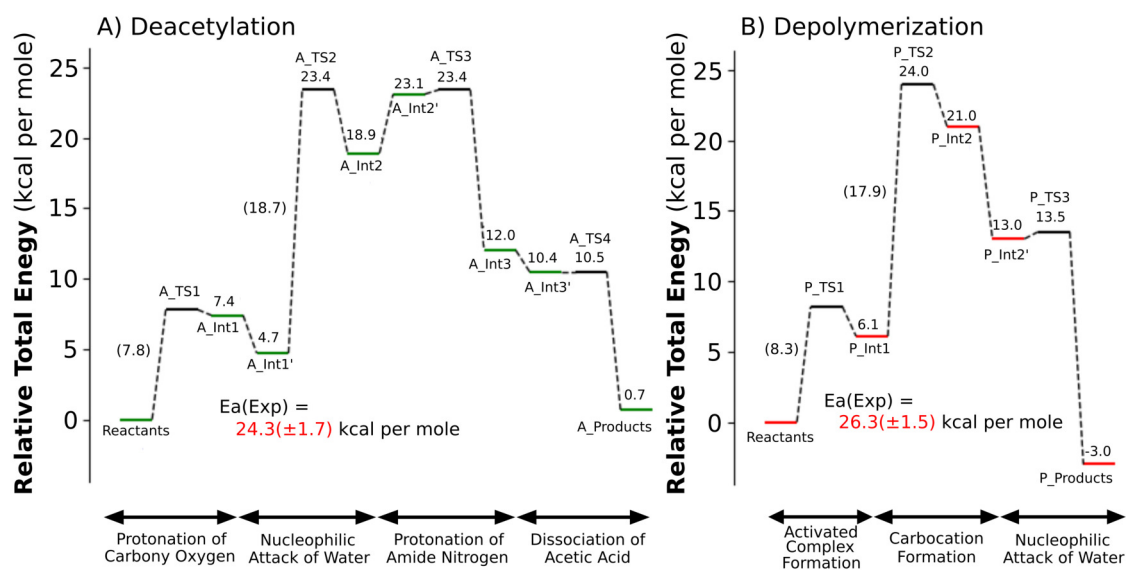 A) Deacetylation
Relative Total Enegy (kcal per mole)
25
20
15
10
5
0
Reactants
(7.8)
A_TS1
7.4
A_Int1
4.7
A_Int1'
(18.7)
A_TS2
23.4
18.9
A_Int2
23.1
A_Int2'
A_TS3
23.4
12.0
A_Int3
10.4
A_Int3'
A_TS4
10.5
0.7
A_Products
Ea(Exp) =
24.3(±1.7) kcal per mole
Protonation of
Carbony Oxygen
Nucleophilic
Attack of Water
Protonation of
Amide Nitrogen
Dissociation of
Acetic Acid
B) Depolymerization
Relative Total Enegy (kcal per mole)
25
20
15
10
5
0
Reactants
(8.3)
P_TS1
6.1
P_Int1
(17.9)
P_TS2
24.0
21.0
P_Int2
13.0
P_Int2'
P_TS3
13.5
-3.0
P_Products
Ea(Exp) =
26.3(±1.5) kcal per mole
Activated
Complex
Formation
Carbocation
Formation
Nucleophilic
Attack of Water